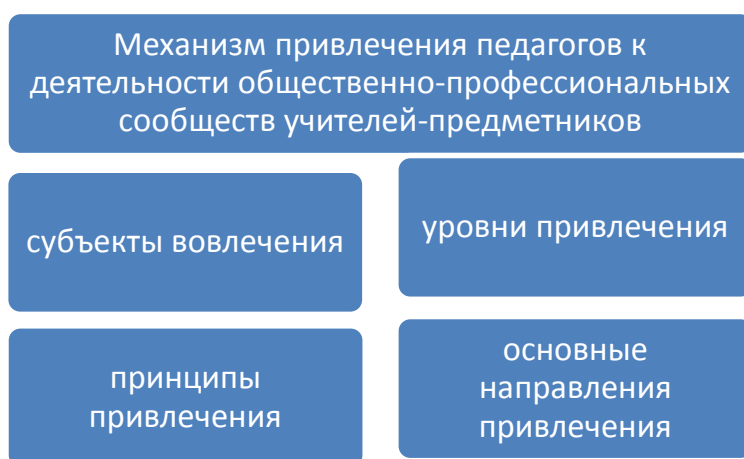 Механизм привлечения педагогов к
деятельности общественно-профессиональных
сообществ учителей-предметников
субъекты вовлечения
уровни привлечения
принципы
привлечения
основные
направления
привлечения